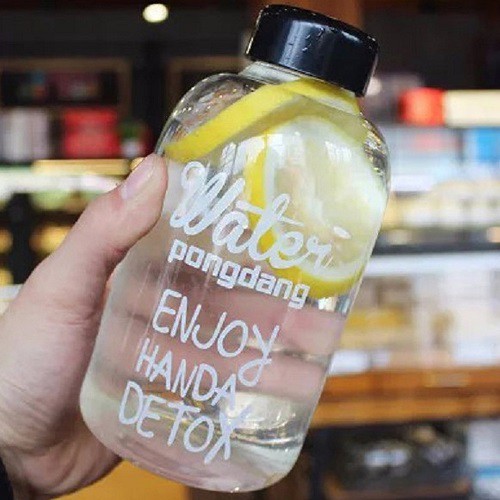 Water
pongdang
ENJOY
HANDA
DETOX